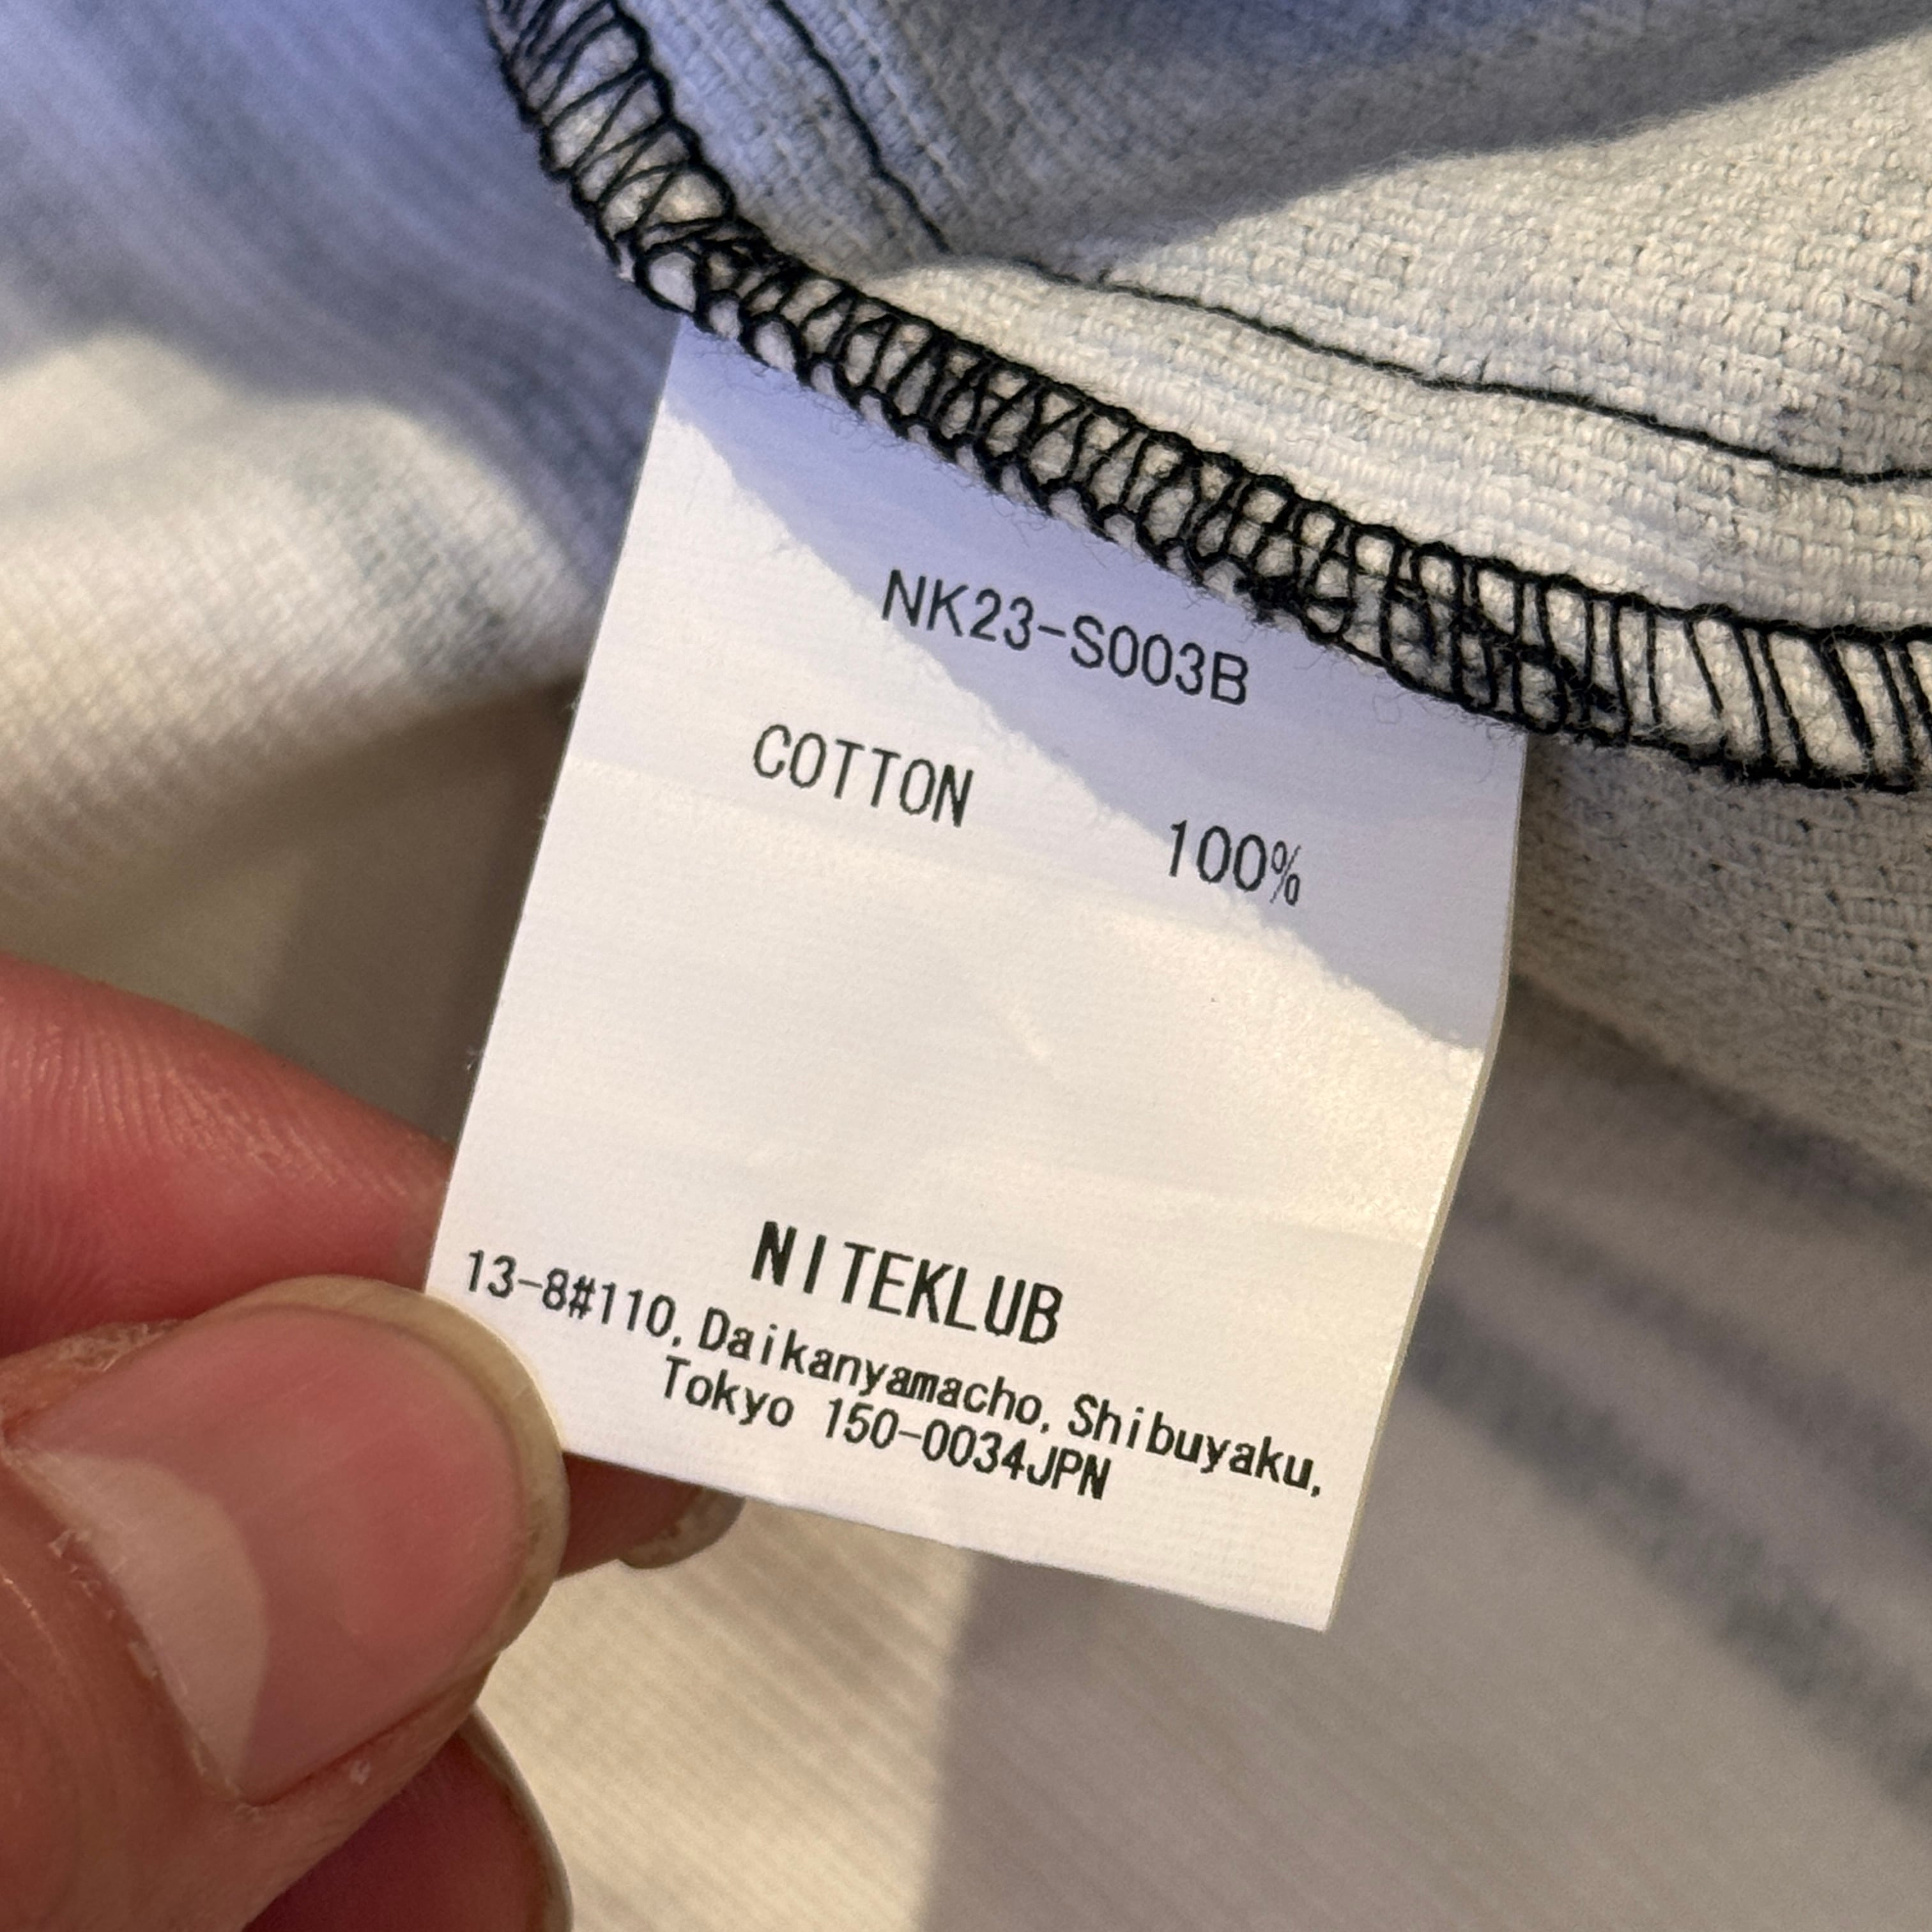 NK23-S003B
COTTON 100%
NITEKLUB
13-8#110, Daikanyamacho, Shibuyaku,
Tokyo 150-0034JPN